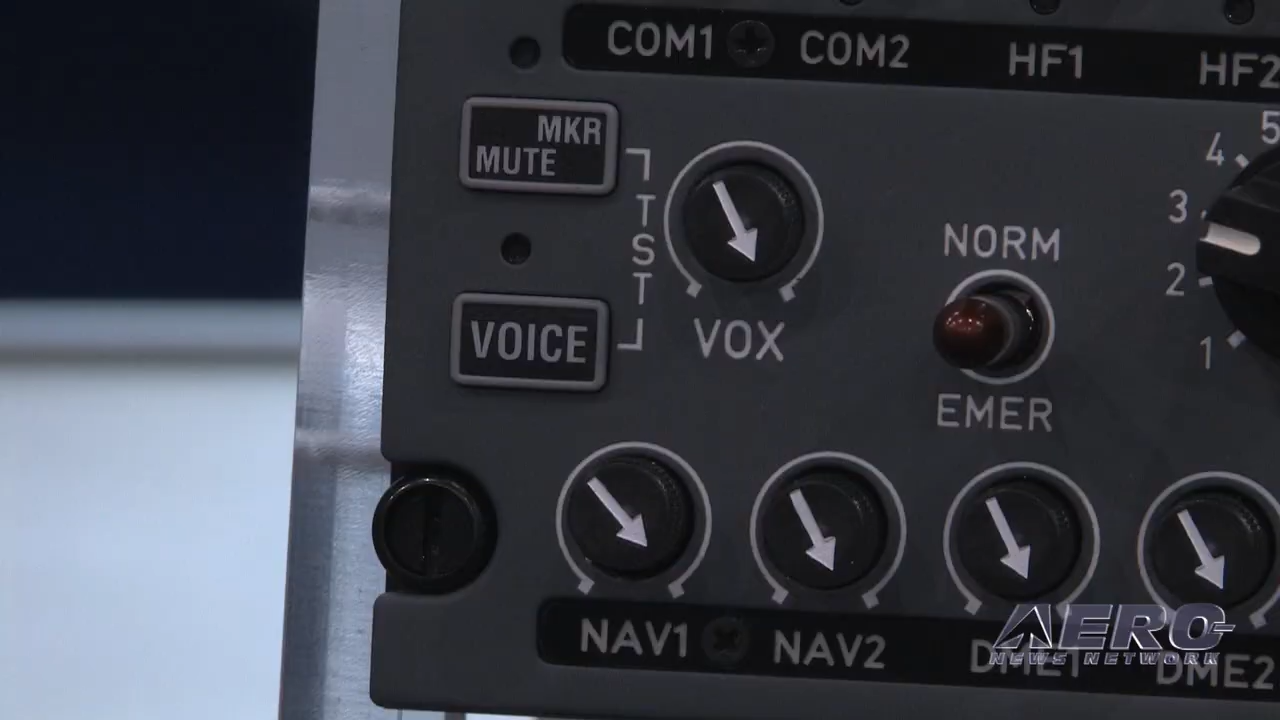 COM1 COM2 HF1 HF2
MKR
MUTE
TST
VOICE
VOX
NORM
EMER
5
4
3
2
1
NAV1 NAV2 DME1 DME2
AERO
NEWS NETWORK